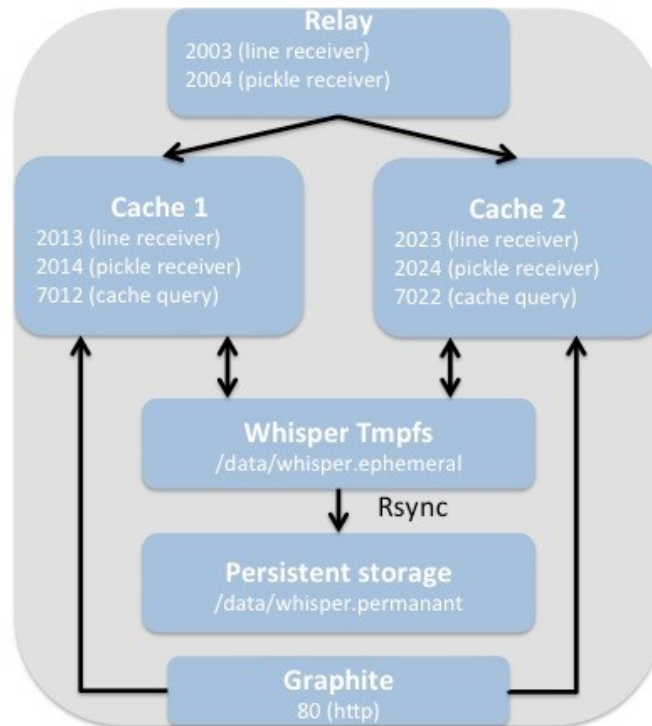 Relay
2003 (line receiver)
2004 (pickle receiver)
Cache 1
2013 (line receiver)
2014 (pickle receiver)
7012 (cache query)
Cache 2
2023 (line receiver)
2024 (pickle receiver)
7022 (cache query)
Whisper Tmpfs
/data/whisper.ephemeral
Rsync
Persistent storage
/data/whisper.permanant
Graphite
80 (http)